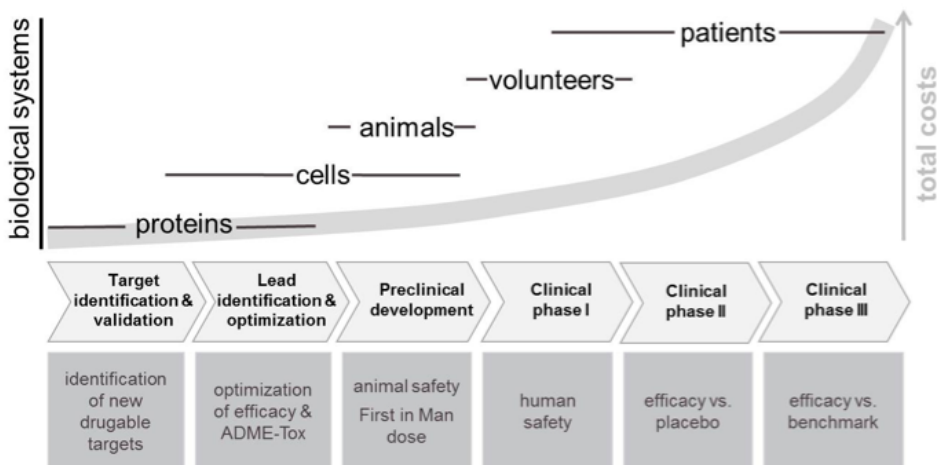 biological systems
patients
volunteers
animals
cells
proteins
total costs
Target
identification &
validation
Lead
identification &
optimization
Preclinical
development
Clinical
phase I
Clinical
phase II
Clinical
phase III
identification
of new
drugable
targets
optimization
of efficacy &
ADME-Tox
animal safety
First in Man
dose
human
safety
efficacy vs.
placebo
efficacy vs.
benchmark